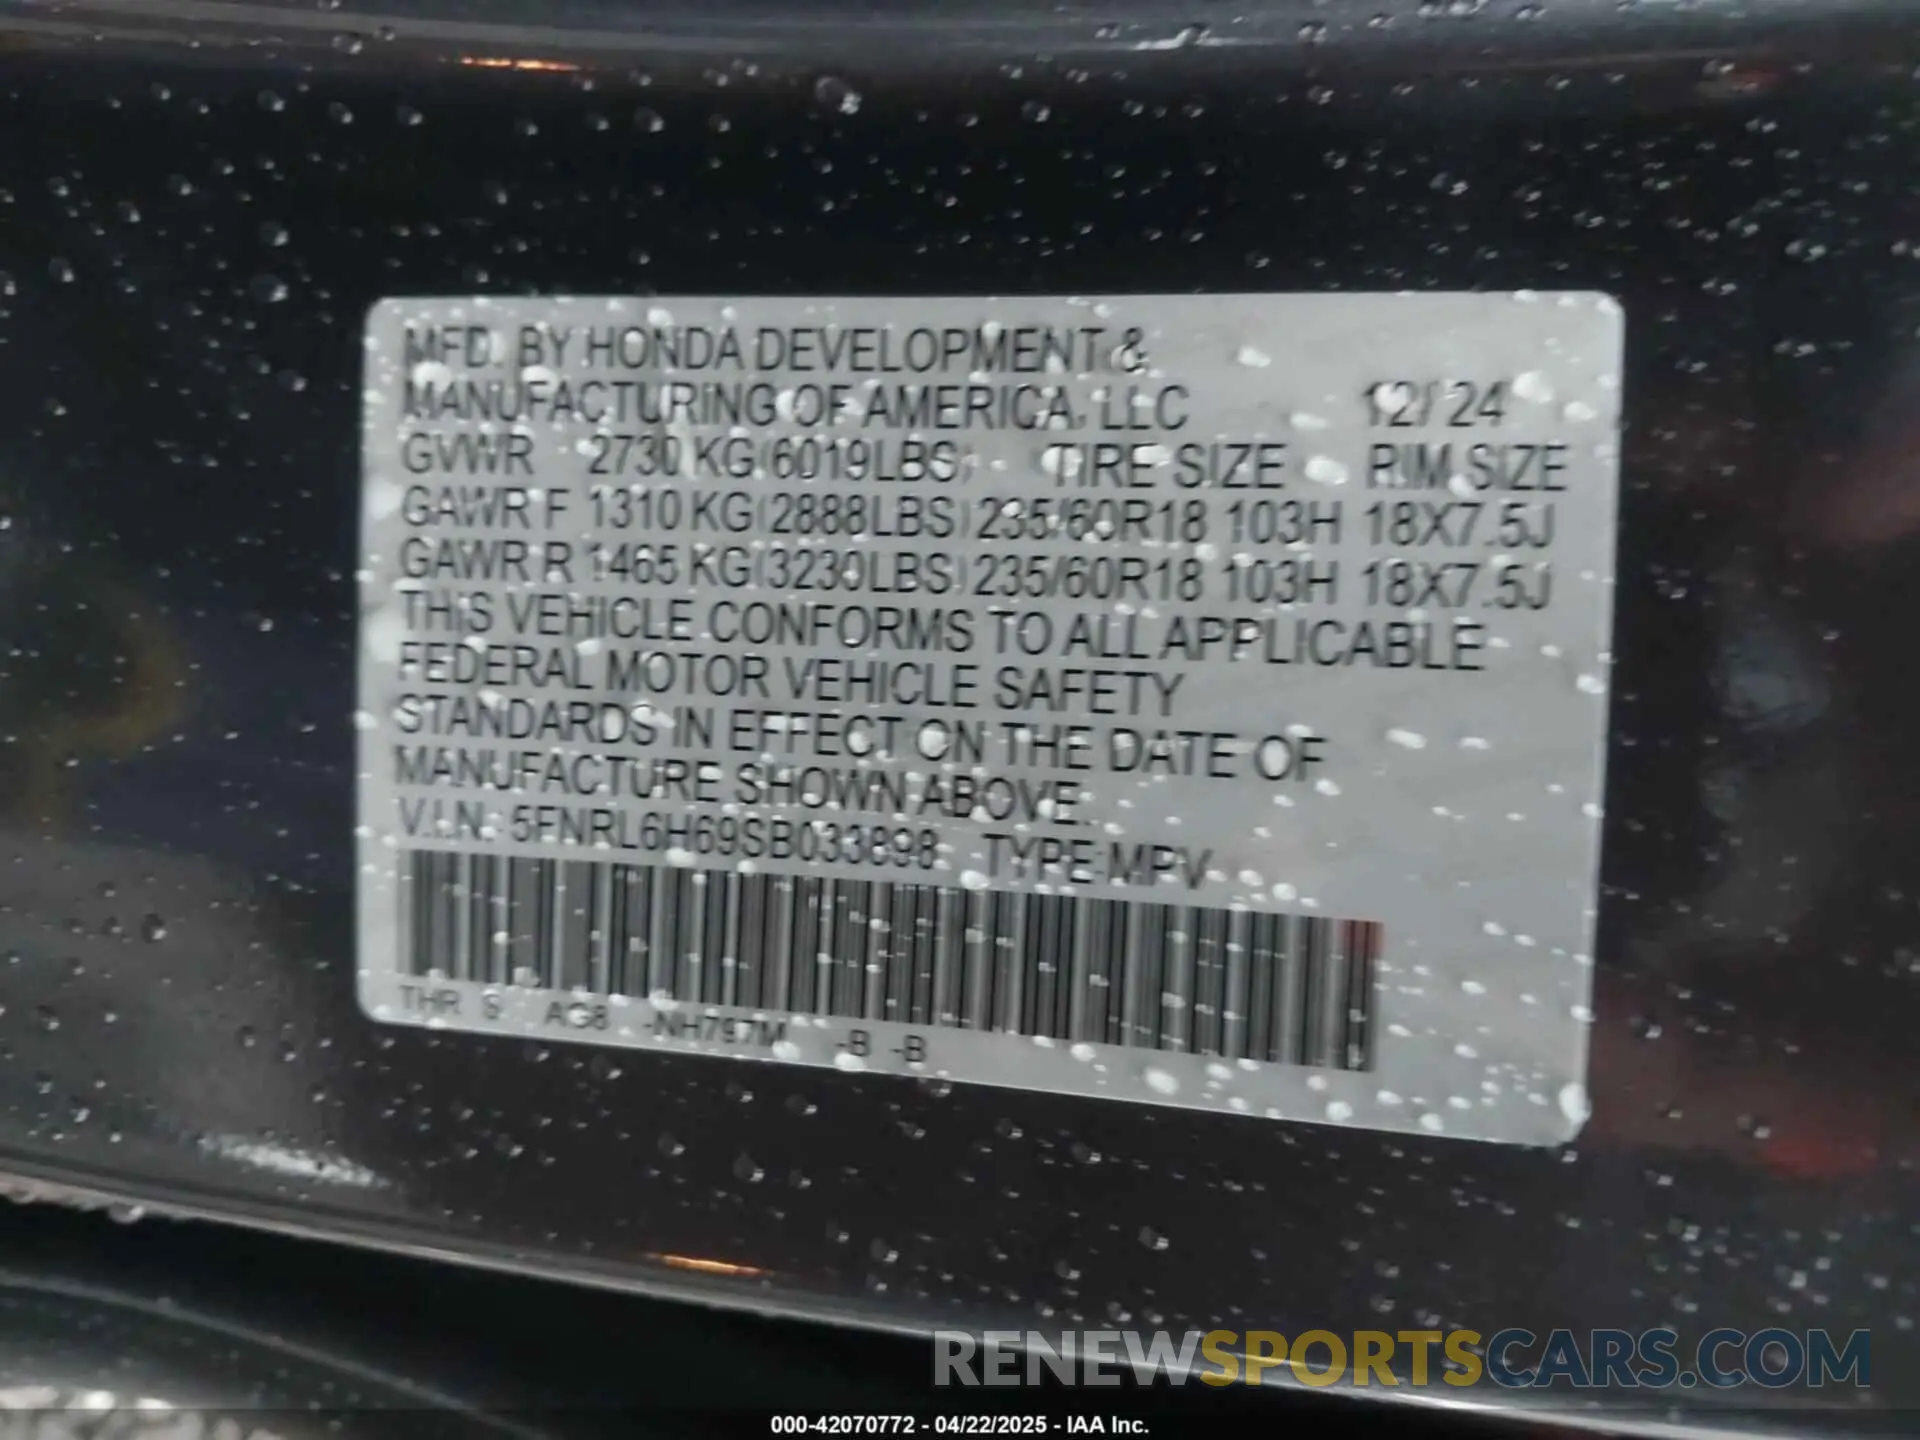 MFD. BY HONDA DEVELOPMENT &
MANUFACTURING OF AMERICA, LLC 12/24
GVWR 2730 KG(6019LBS) TIRE SIZE RIM SIZE
GAWR F 1310 KG(2888LBS) 235/60R18 103H 18X7.5J
GAWR R 1465 KG(3230LBS) 235/60R18 103H 18X7.5J
THIS VEHICLE CONFORMS TO ALL APPLICABLE
FEDERAL MOTOR VEHICLE SAFETY
STANDARDS IN EFFECT ON THE DATE OF
MANUFACTURE SHOWN ABOVE.
V.I.N.: 5FNRL6H69SB033898 TYPE:MPV
THR S AG8 -NH797M -B -B
RENEWSPORTSCARS.COM
000-42070772 - 04/22/2025 - IAA Inc.